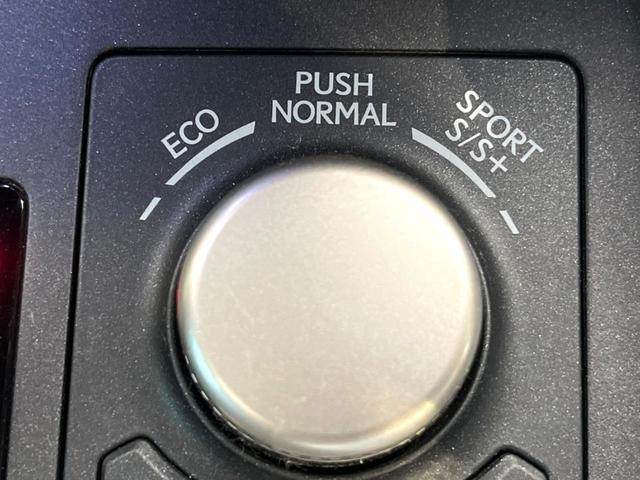 PUSH
NORMAL
ECO
SPORT
S/S+